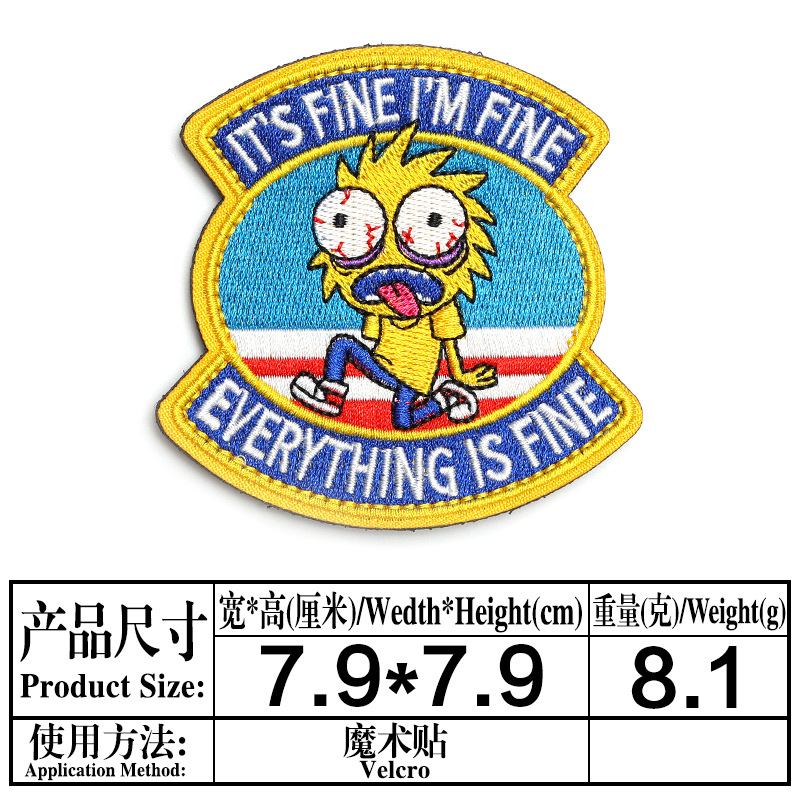 IT'S FINE I'M FINE
EVERYTHING IS FINE
产品尺寸
Product Size:
宽*高(厘米)/Wedth*Height(cm)
7.9*7.9
重量(克)/Weight(g)
8.1
使用方法:
Application Method:
魔术贴
Velcro